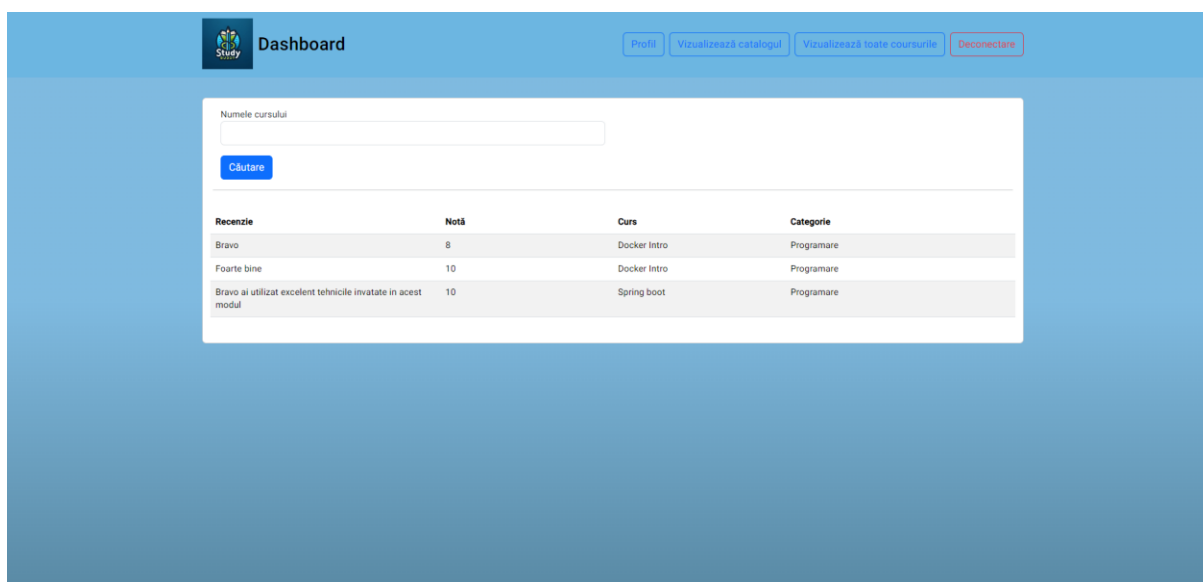 Study
Dashboard
Profil
Vizualizează catalogul
Vizualizează toate coursurile
Deconectare
Numele cursului
Căutare
Recenzie Notă Curs Categorie
Bravo 8 Docker Intro Programare
Foarte bine 10 Docker Intro Programare
Bravo ai utilizat excelent tehnicile invatate in acest 10 Spring boot Programare
modul